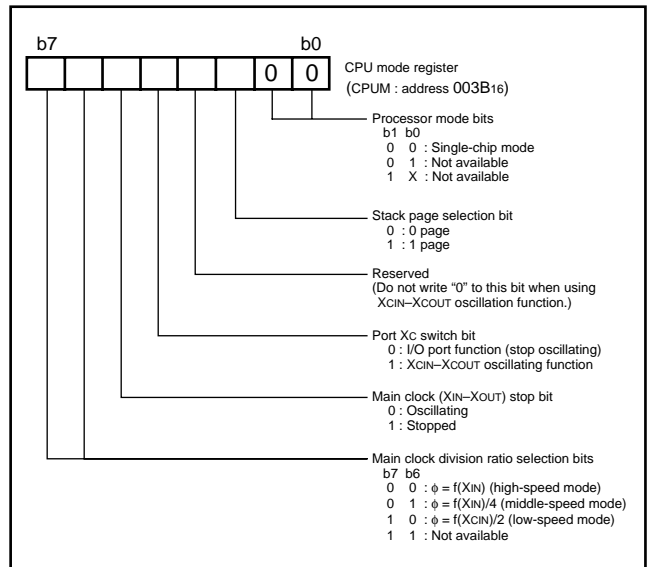 b7 b0
0 0
CPU mode register
(CPUM : address 003B16)
Processor mode bits
b1 b0
0 0 : Single-chip mode
0 1 : Not available
1 X : Not available
Stack page selection bit
0 : 0 page
1 : 1 page
Reserved
(Do not write “0” to this bit when using
XCIN–XCOUT oscillation function.)
Port XC switch bit
0 : I/O port function (stop oscillating)
1 : XCIN–XCOUT oscillating function
Main clock (XIN–XOUT) stop bit
0 : Oscillating
1 : Stopped
Main clock division ratio selection bits
b7 b6
0 0 : φ = f(XIN) (high-speed mode)
0 1 : φ = f(XIN)/4 (middle-speed mode)
1 0 : φ = f(XCIN)/2 (low-speed mode)
1 1 : Not available